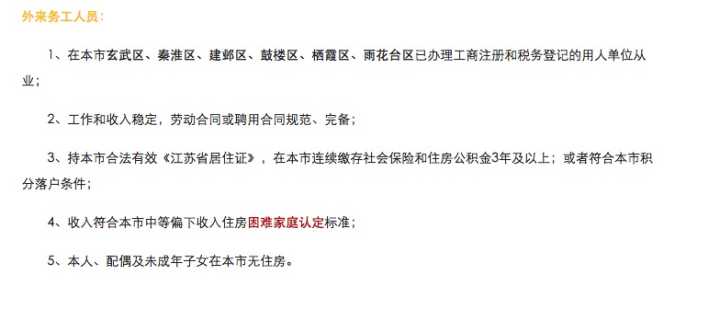 外来务工人员：
1、在本市玄武区、秦淮区、建邺区、鼓楼区、栖霞区、雨花台区已办理工商注册和税务登记的用人单位从
业；
2、工作和收入稳定，劳动合同或聘用合同规范、完备；
3、持本市合法有效《江苏省居住证》，在本市连续缴存社会保险和住房公积金3年及以上；或者符合本市积
分落户条件；
4、收入符合本市中等偏下收入住房困难家庭认定标准；
5、本人、配偶及未成年子女在本市无住房。